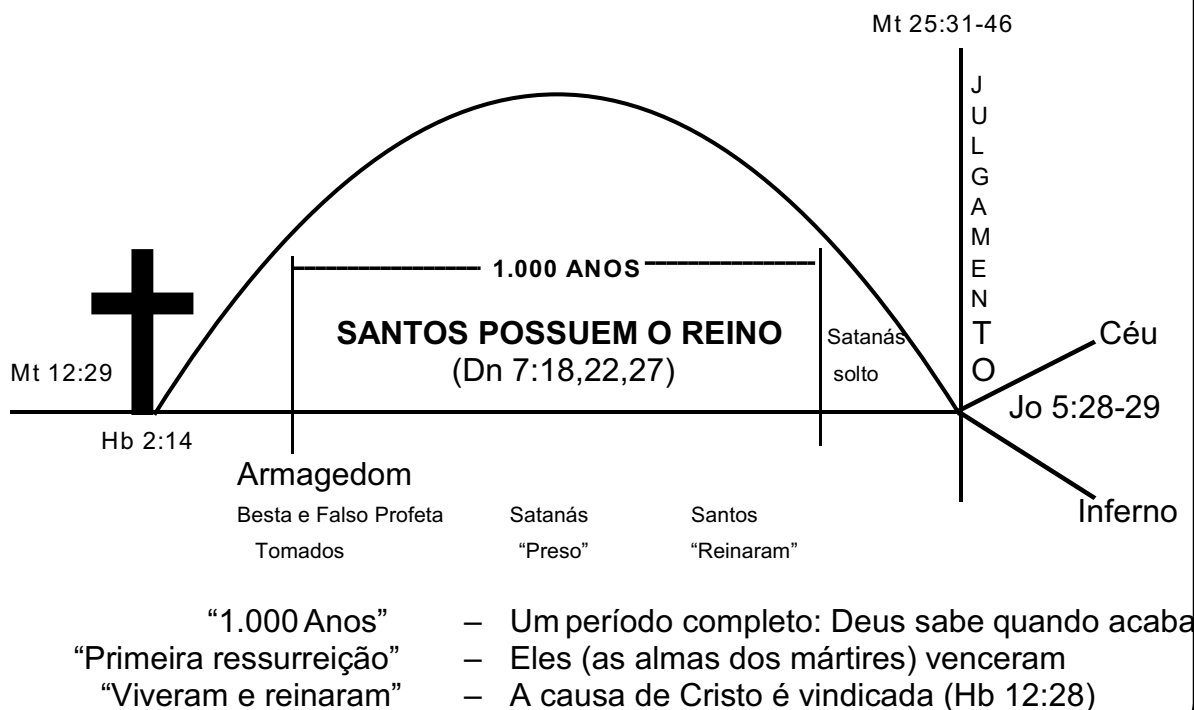 Mt 25:31-46
JULGAMENTO
1.000 ANOS
SANTOS POSSUEM O REINO
(Dn 7:18,22,27)
Satanás
solto
Céu
Mt 12:29
Jo 5:28-29
Hb 2:14
Inferno
Armagedom
Besta e Falso Profeta
Tomados
Satanás
“Preso”
Santos
“Reinaram”
“1.000 Anos” – Um período completo: Deus sabe quando acaba
“Primeira ressurreição” – Eles (as almas dos mártires) venceram
“Viveram e reinaram” – A causa de Cristo é vindicada (Hb 12:28)